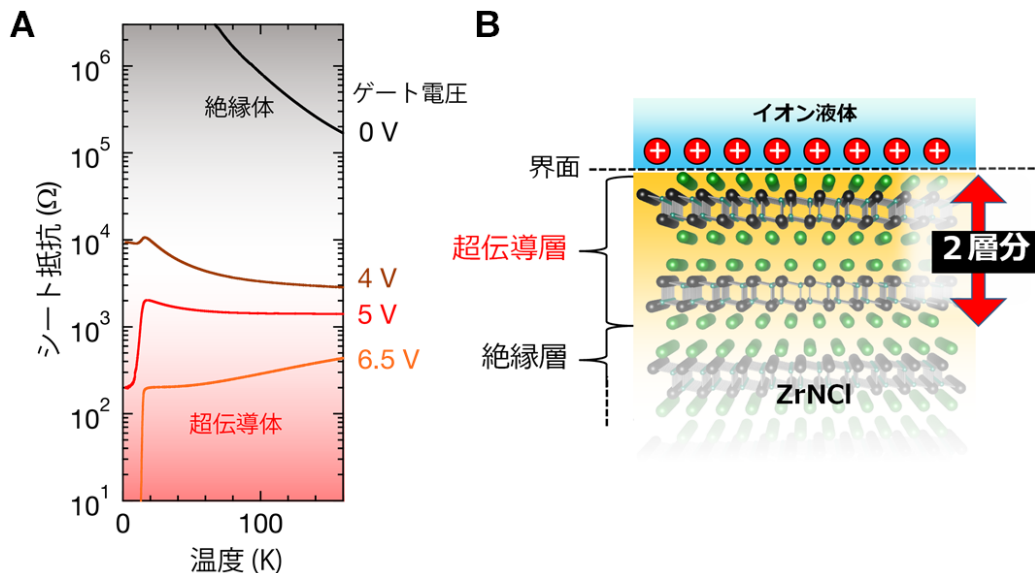 A
シート抵抗 (Ω)
10⁶
10⁵
10⁴
10³
10²
10¹
0
100
温度 (K)
絶縁体
超伝導体
ゲート電圧
0 V
4 V
5 V
6.5 V
B
イオン液体
+ + + + + + + +
界面
超伝導層
絶縁層
2層分
ZrNCl